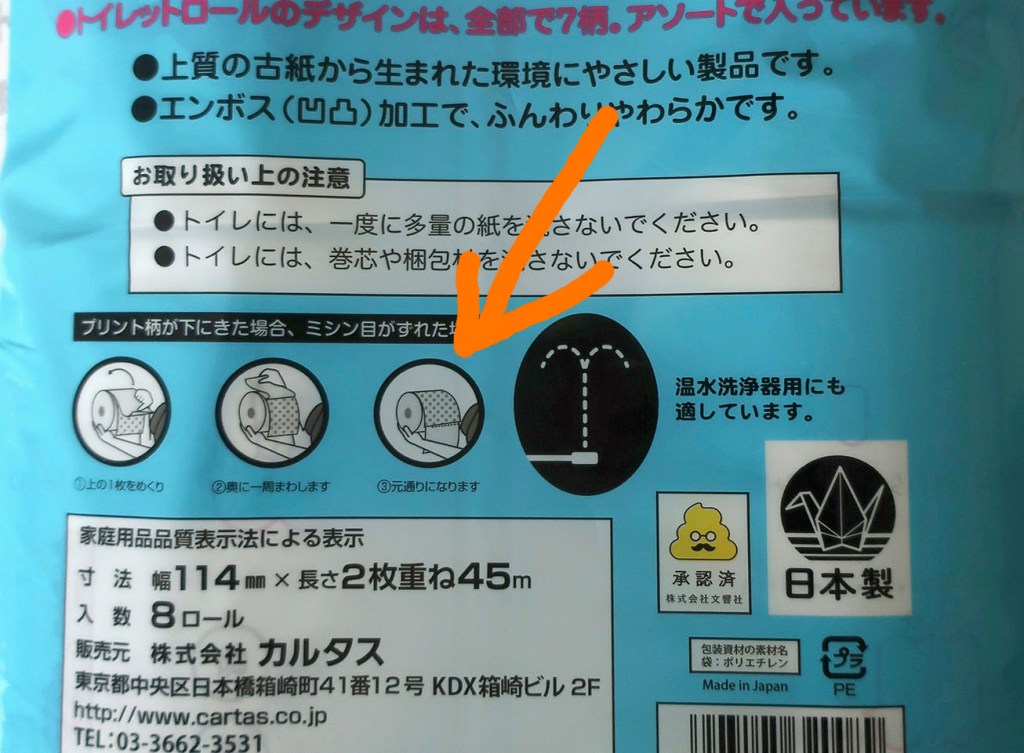 ●トイレットロールのデザインは、全部で7柄。アソートで入っています。
●上質の古紙から生まれた環境にやさしい製品です。
●エンボス(凹凸)加工で、ふんわりやわらかです。
お取り扱い上の注意
●トイレには、一度に多量の紙を流さないでください。
●トイレには、巻芯や梱包材を流さないでください。
プリント柄が下にきた場合、ミシン目がずれた
①上の1枚をめくり
②奥に一周まわします
③元通りになります
温水洗浄器用にも
適しています。
家庭用品品質表示法による表示
寸 法 幅114mm×長さ2枚重ね45m
入 数 8ロール
販売元 株式会社 カルタス
東京都中央区日本橋箱崎町41番12号 KDX箱崎ビル 2F
http://www.cartas.co.jp
TEL:03-3662-3531
承認済
株式会社文響社
日本製
包装資材の素材名
袋:ポリエチレン
Made in Japan
プラ
PE